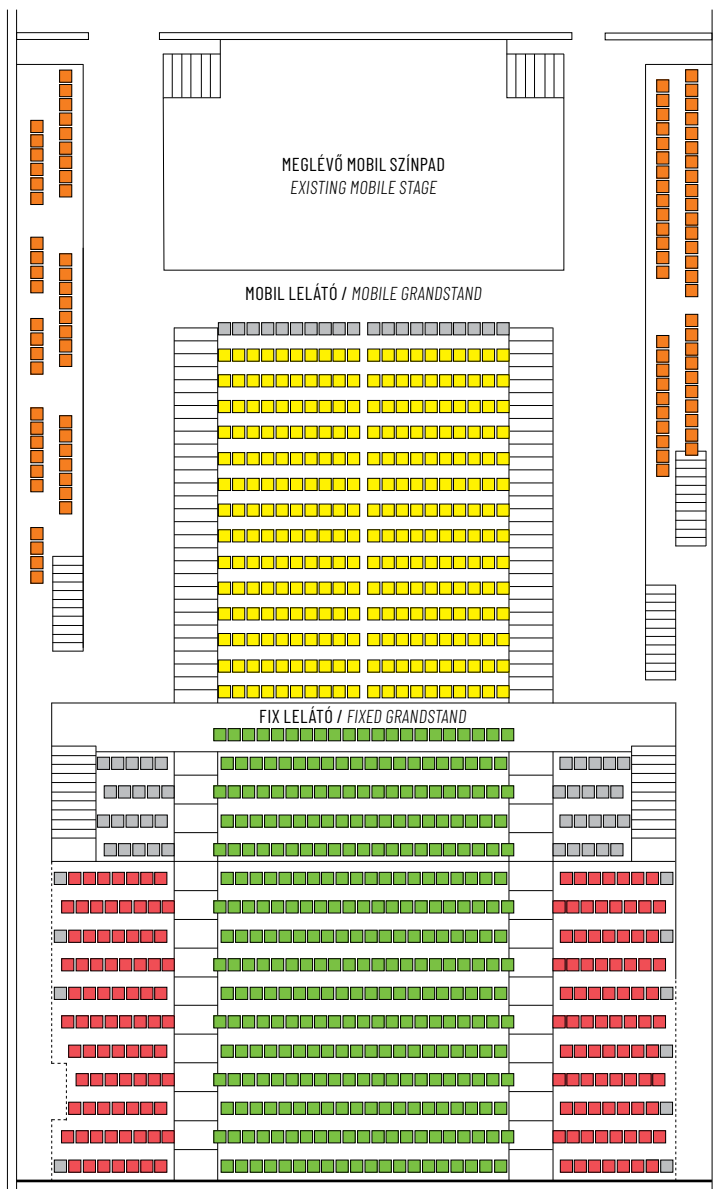 MEGLÉVŐ MOBIL SZÍNPAD
EXISTING MOBILE STAGE
MOBIL LELÁTÓ / MOBILE GRANDSTAND
FIX LELÁTÓ / FIXED GRANDSTAND